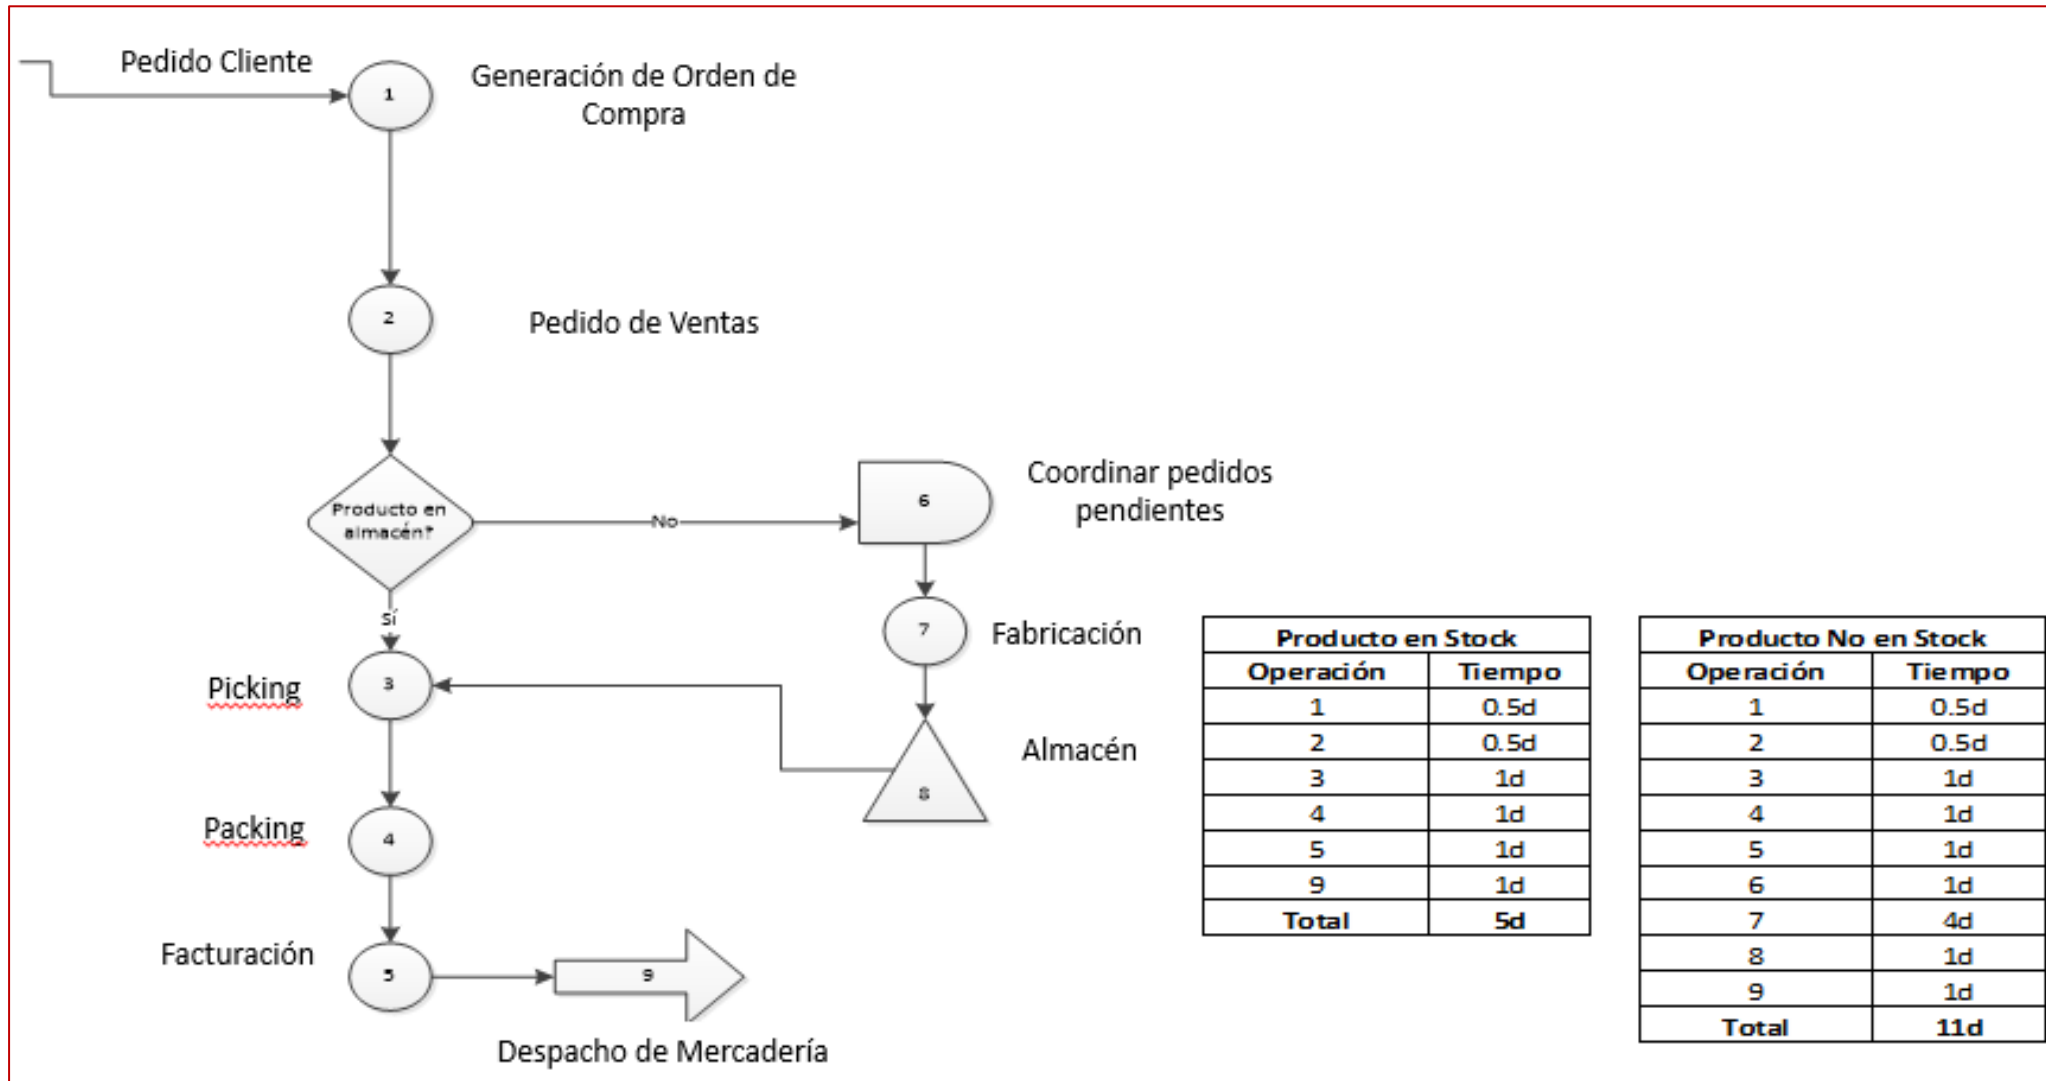 Pedido Cliente
1
Generación de Orden de
Compra
2
Pedido de Ventas
Producto en
almacén?
No
6
Coordinar pedidos
pendientes
Sí
7
Fabricación
Picking
3
8
Almacén
Packing
4
Facturación
5
9
Despacho de Mercadería
Producto en Stock
Operación Tiempo
1 0.5d
2 0.5d
3 1d
4 1d
5 1d
9 1d
Total 5d
Producto No en Stock
Operación Tiempo
1 0.5d
2 0.5d
3 1d
4 1d
5 1d
6 1d
7 4d
8 1d
9 1d
Total 11d